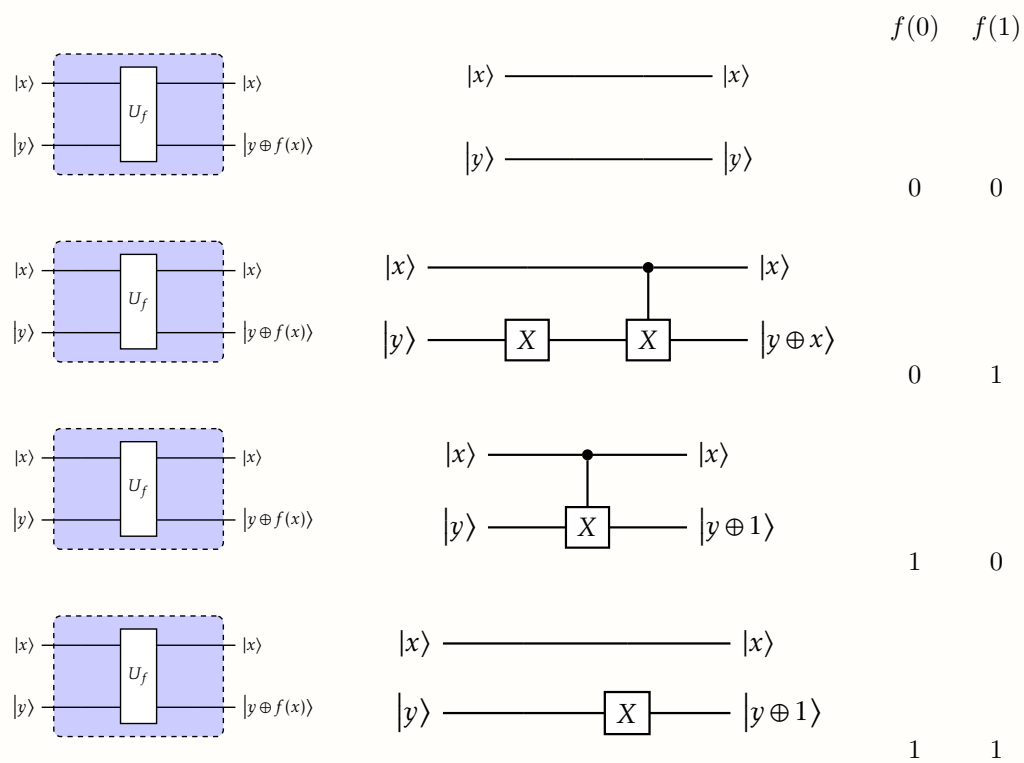 f(0) f(1)
|x⟩ U_f |x⟩
|y⟩ |y ⊕ f(x)⟩
|x⟩ |x⟩
|y⟩ |y⟩
0 0
|x⟩ U_f |x⟩
|y⟩ |y ⊕ f(x)⟩
|x⟩ |x⟩
|y⟩ X X |y ⊕ x⟩
0 1
|x⟩ U_f |x⟩
|y⟩ |y ⊕ f(x)⟩
|x⟩ |x⟩
|y⟩ X |y ⊕ 1⟩
1 0
|x⟩ U_f |x⟩
|y⟩ |y ⊕ f(x)⟩
|x⟩ |x⟩
|y⟩ X |y ⊕ 1⟩
1 1